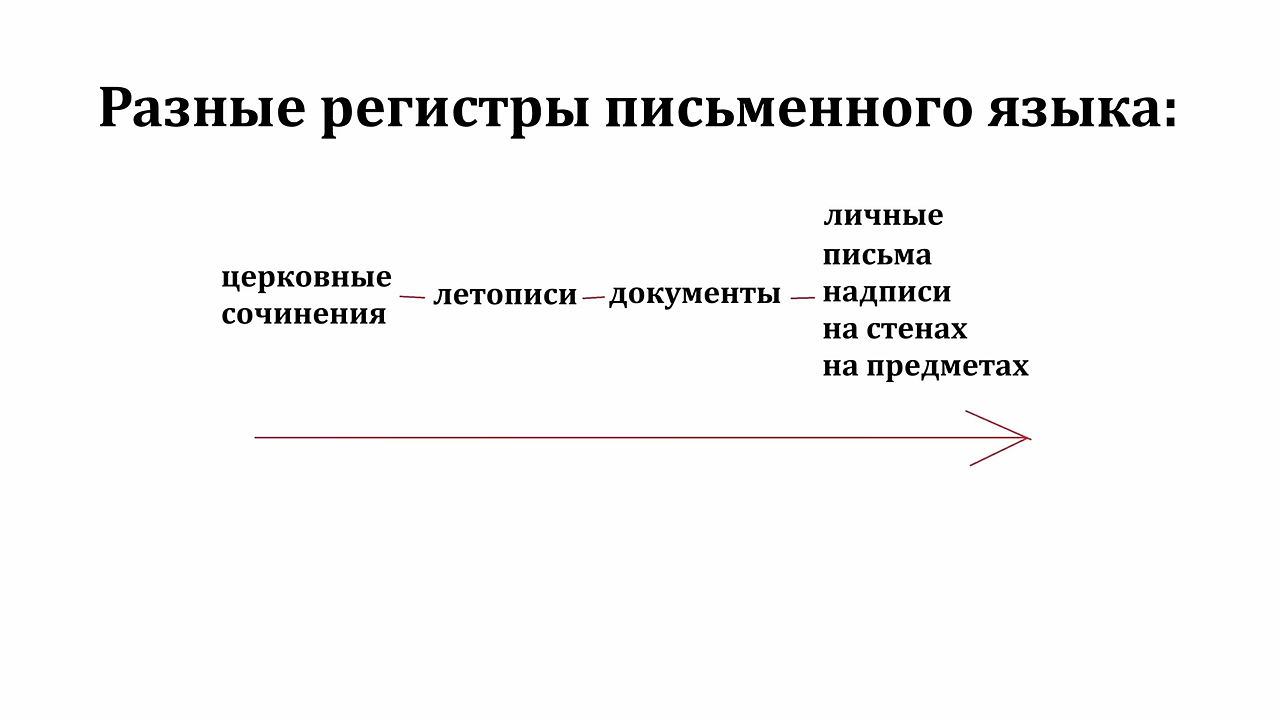 Разные регистры письменного языка:
церковные
сочинения
летописи
документы
личные
письма
надписи
на стенах
на предметах